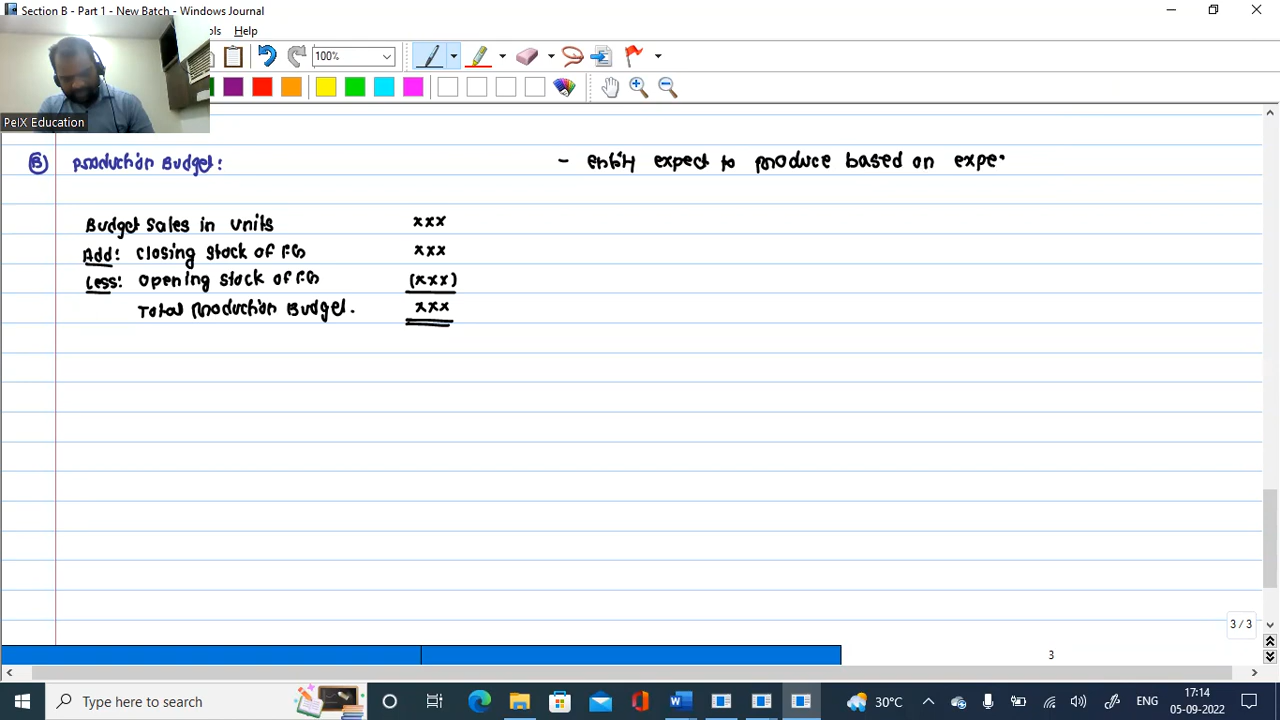 Section B - Part 1 - New Batch - Windows Journal
ols Help
100%
PelX Education
B Production Budget: - entity expect to produce based on expe
Budget Sales in units xxx
Add: closing stock of FG xxx
Less: opening stock of FG (xxx)
Total Production Budget. xxx
3 / 3
3
Type here to search
30°C
ENG
17:14
05-09-2022